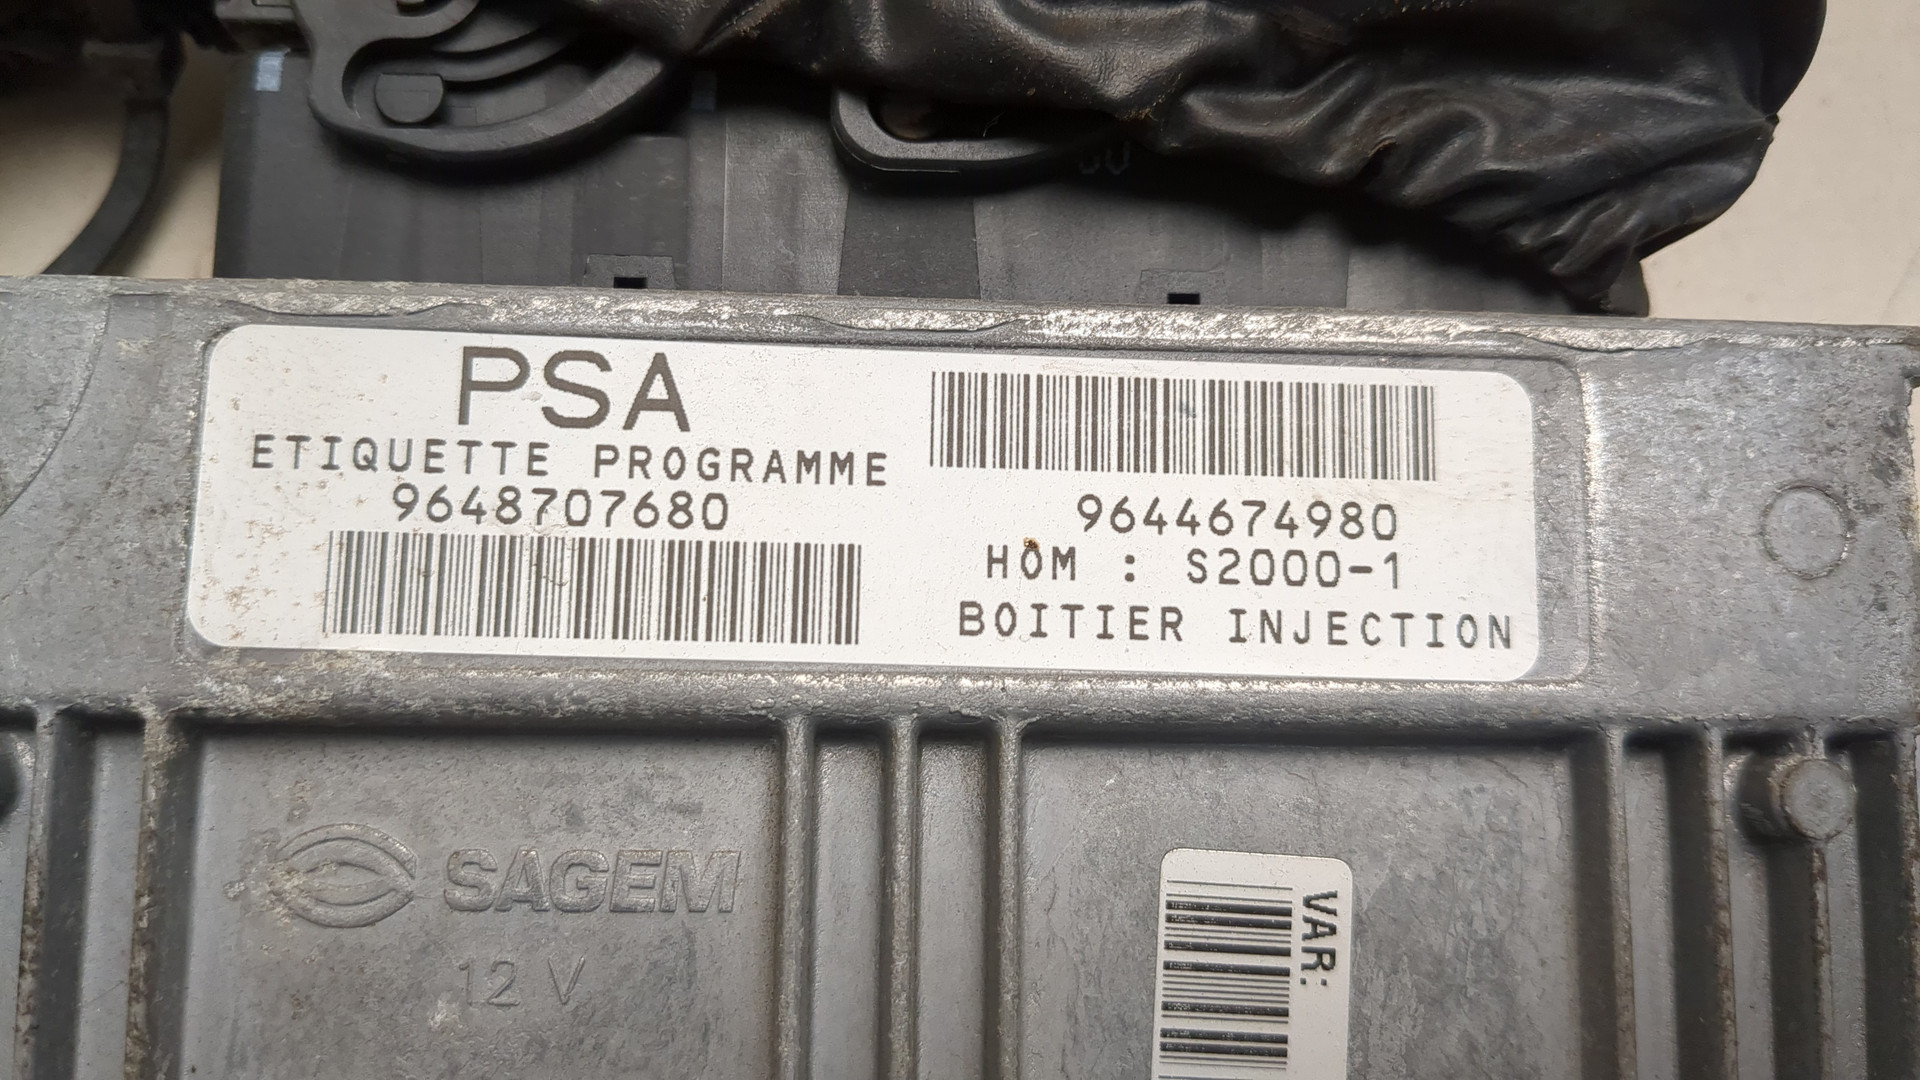 PSA
ETIQUETTE PROGRAMME
9648707680
9644674980
HOM : S2000-1
BOITIER INJECTION
SAGEM
12 V
VAR: